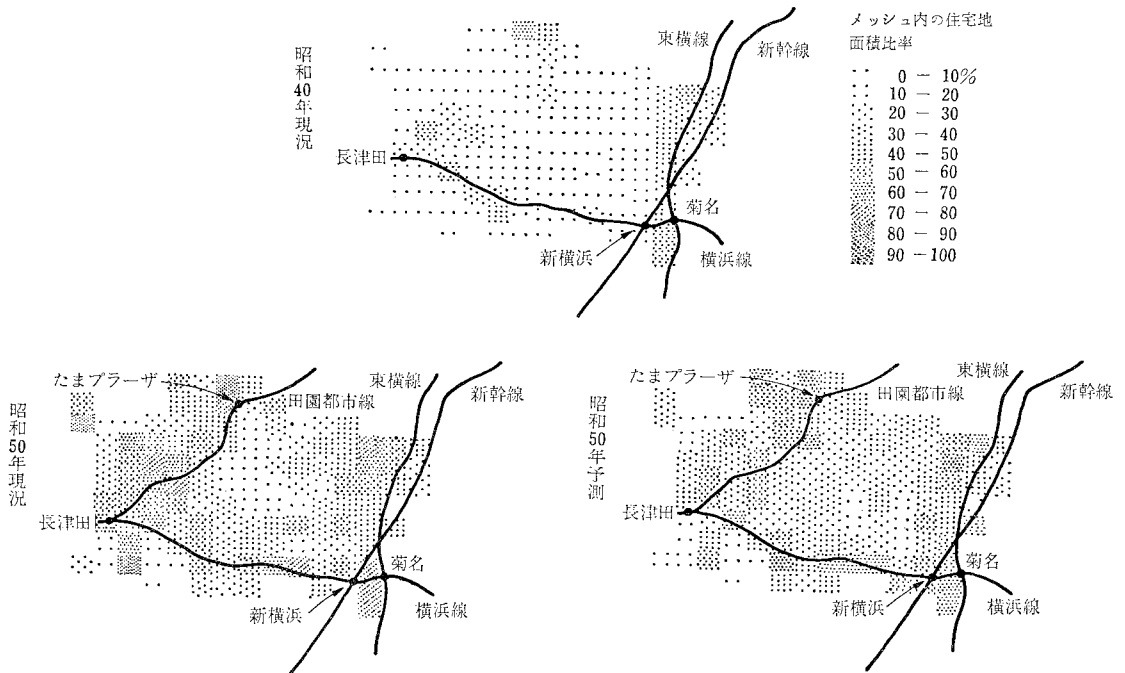 昭和40年現況
東横線
新幹線
長津田
菊名
新横浜
横浜線
メッシュ内の住宅地
面積比率
0 - 10%
10 - 20
20 - 30
30 - 40
40 - 50
50 - 60
60 - 70
70 - 80
80 - 90
90 -100
昭和50年現況
たまプラーザ
田園都市線
東横線
新幹線
長津田
菊名
新横浜
横浜線
昭和50年予測
たまプラーザ
田園都市線
東横線
新幹線
長津田
菊名
新横浜
横浜線